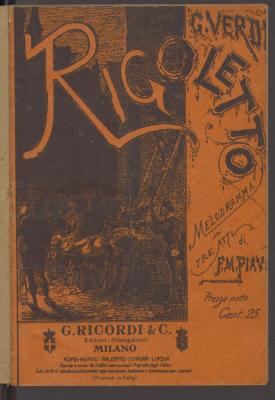 G. VERDI
RIGOLETTO
MELODRAMMA
in
TRE ATTI
di
F.M. PIAVE
Prezzo netto
Cent. 25
G. RICORDI & C.
Editori-Stampatori
MILANO
ROMA-NAPOLI-PALERMO-LONDRA-LIPSIA
(Printed in Italy)